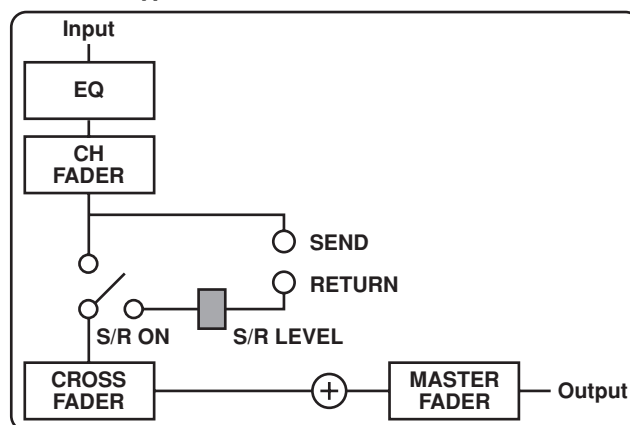 Input
EQ
CH
FADER
SEND
RETURN
S/R ON
S/R LEVEL
CROSS
FADER
+
MASTER
FADER
Output